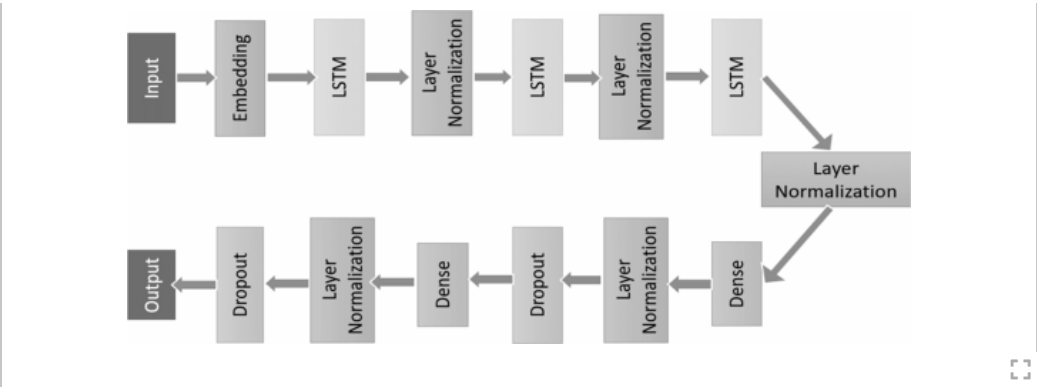 Input
Embedding
LSTM
Layer
Normalization
LSTM
Layer
Normalization
LSTM
Layer
Normalization
Dense
Layer
Normalization
Dropout
Dense
Layer
Normalization
Dropout
Output